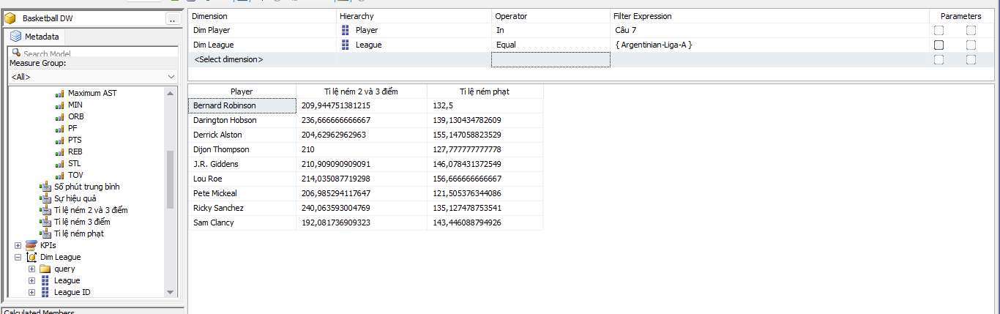 Basketball DW
..
Metadata
Search Model
Measure Group:
<All>
Maximum AST
MIN
ORB
PF
PTS
REB
STL
TOV
Số phút trung bình
Sự hiệu quả
Tỉ lệ ném 2 và 3 điểm
Tỉ lệ ném 3 điểm
Tỉ lệ ném phạt
KPIs
Dim League
query
League
League ID
Calculated Members
Dimension Hierarchy Operator Filter Expression Parameters
Dim Player Player In Câu 7
Dim League League Equal { Argentinian-Liga-A }
<Select dimension>
Player Tỉ lệ ném 2 và 3 điểm Tỉ lệ ném phạt
Bernard Robinson 209,944751381215 132,5
Darington Hobson 236,666666666667 139,130434782609
Derrick Alston 204,62962962963 155,147058823529
Dijon Thompson 210 127,777777777778
J.R. Giddens 210,909090909091 146,078431372549
Lou Roe 214,035087719298 156,666666666667
Pete Mickeal 206,985294117647 121,505376344086
Ricky Sanchez 240,063593004769 135,127478753541
Sam Clancy 192,081736909323 143,446088794926